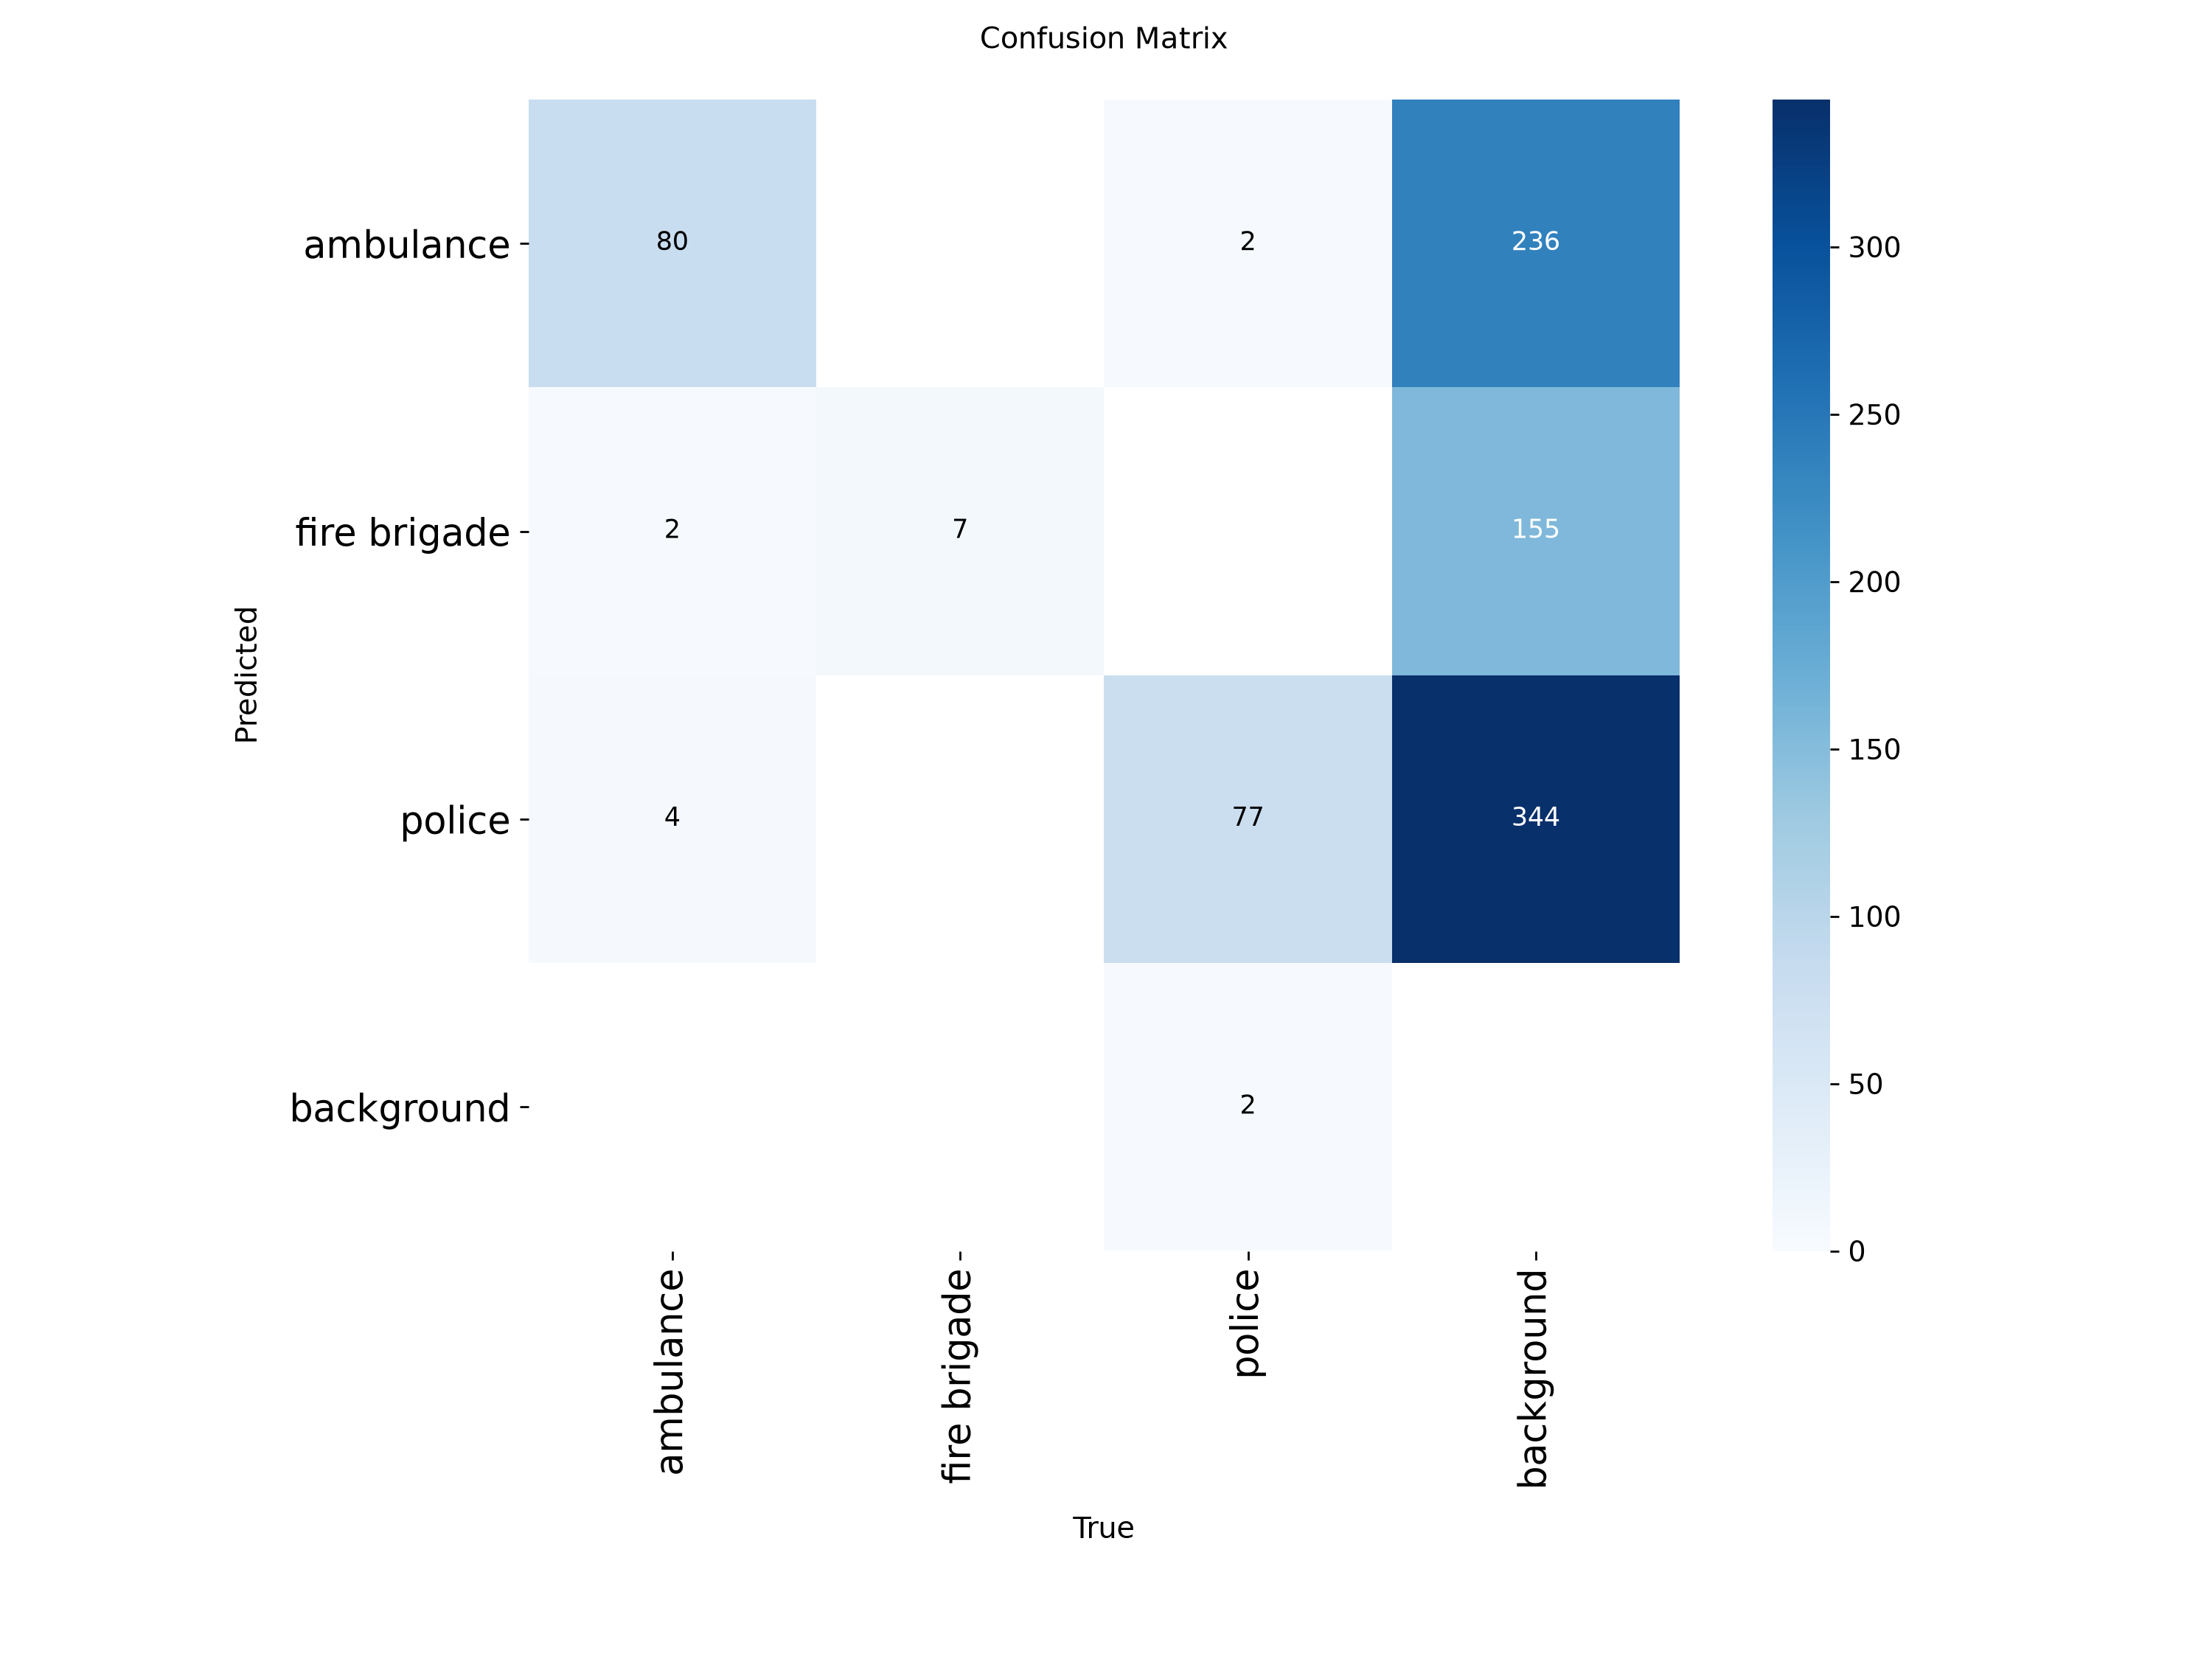 Confusion Matrix
ambulance
80
2
236
fire brigade
2
7
155
police
4
77
344
background
2
Predicted
ambulance
fire brigade
police
background
True
300
250
200
150
100
50
0